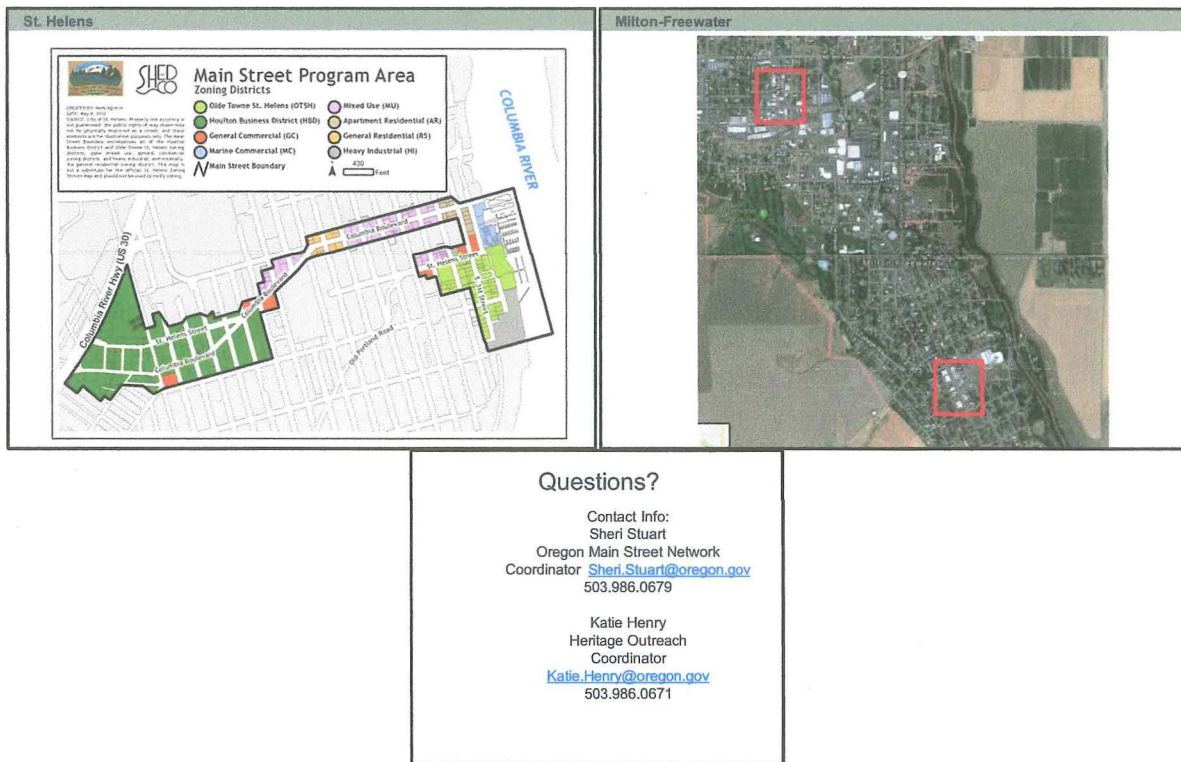 St. Helens
SHEDCO
Main Street Program Area
Zoning Districts
Olde Towne St. Helens (OTSH)
Houlton Business District (HBD)
General Commercial (GC)
Marine Commercial (MC)
Main Street Boundary
Mixed Use (MU)
Apartment Residential (AR)
General Residential (R5)
Heavy Industrial (HI)
430
Feet
COLUMBIA RIVER
Columbia River Hwy (US 30)
Columbia Boulevard
St. Helens Street
S. 1st Street
Columbia Boulevard
St. Helens Street
Columbia Boulevard
Old Portland Road
Milton-Freewater
Questions?
Contact Info:
Sheri Stuart
Oregon Main Street Network
Coordinator Sheri.Stuart@oregon.gov
503.986.0679
Katie Henry
Heritage Outreach
Coordinator
Katie.Henry@oregon.gov
503.986.0671